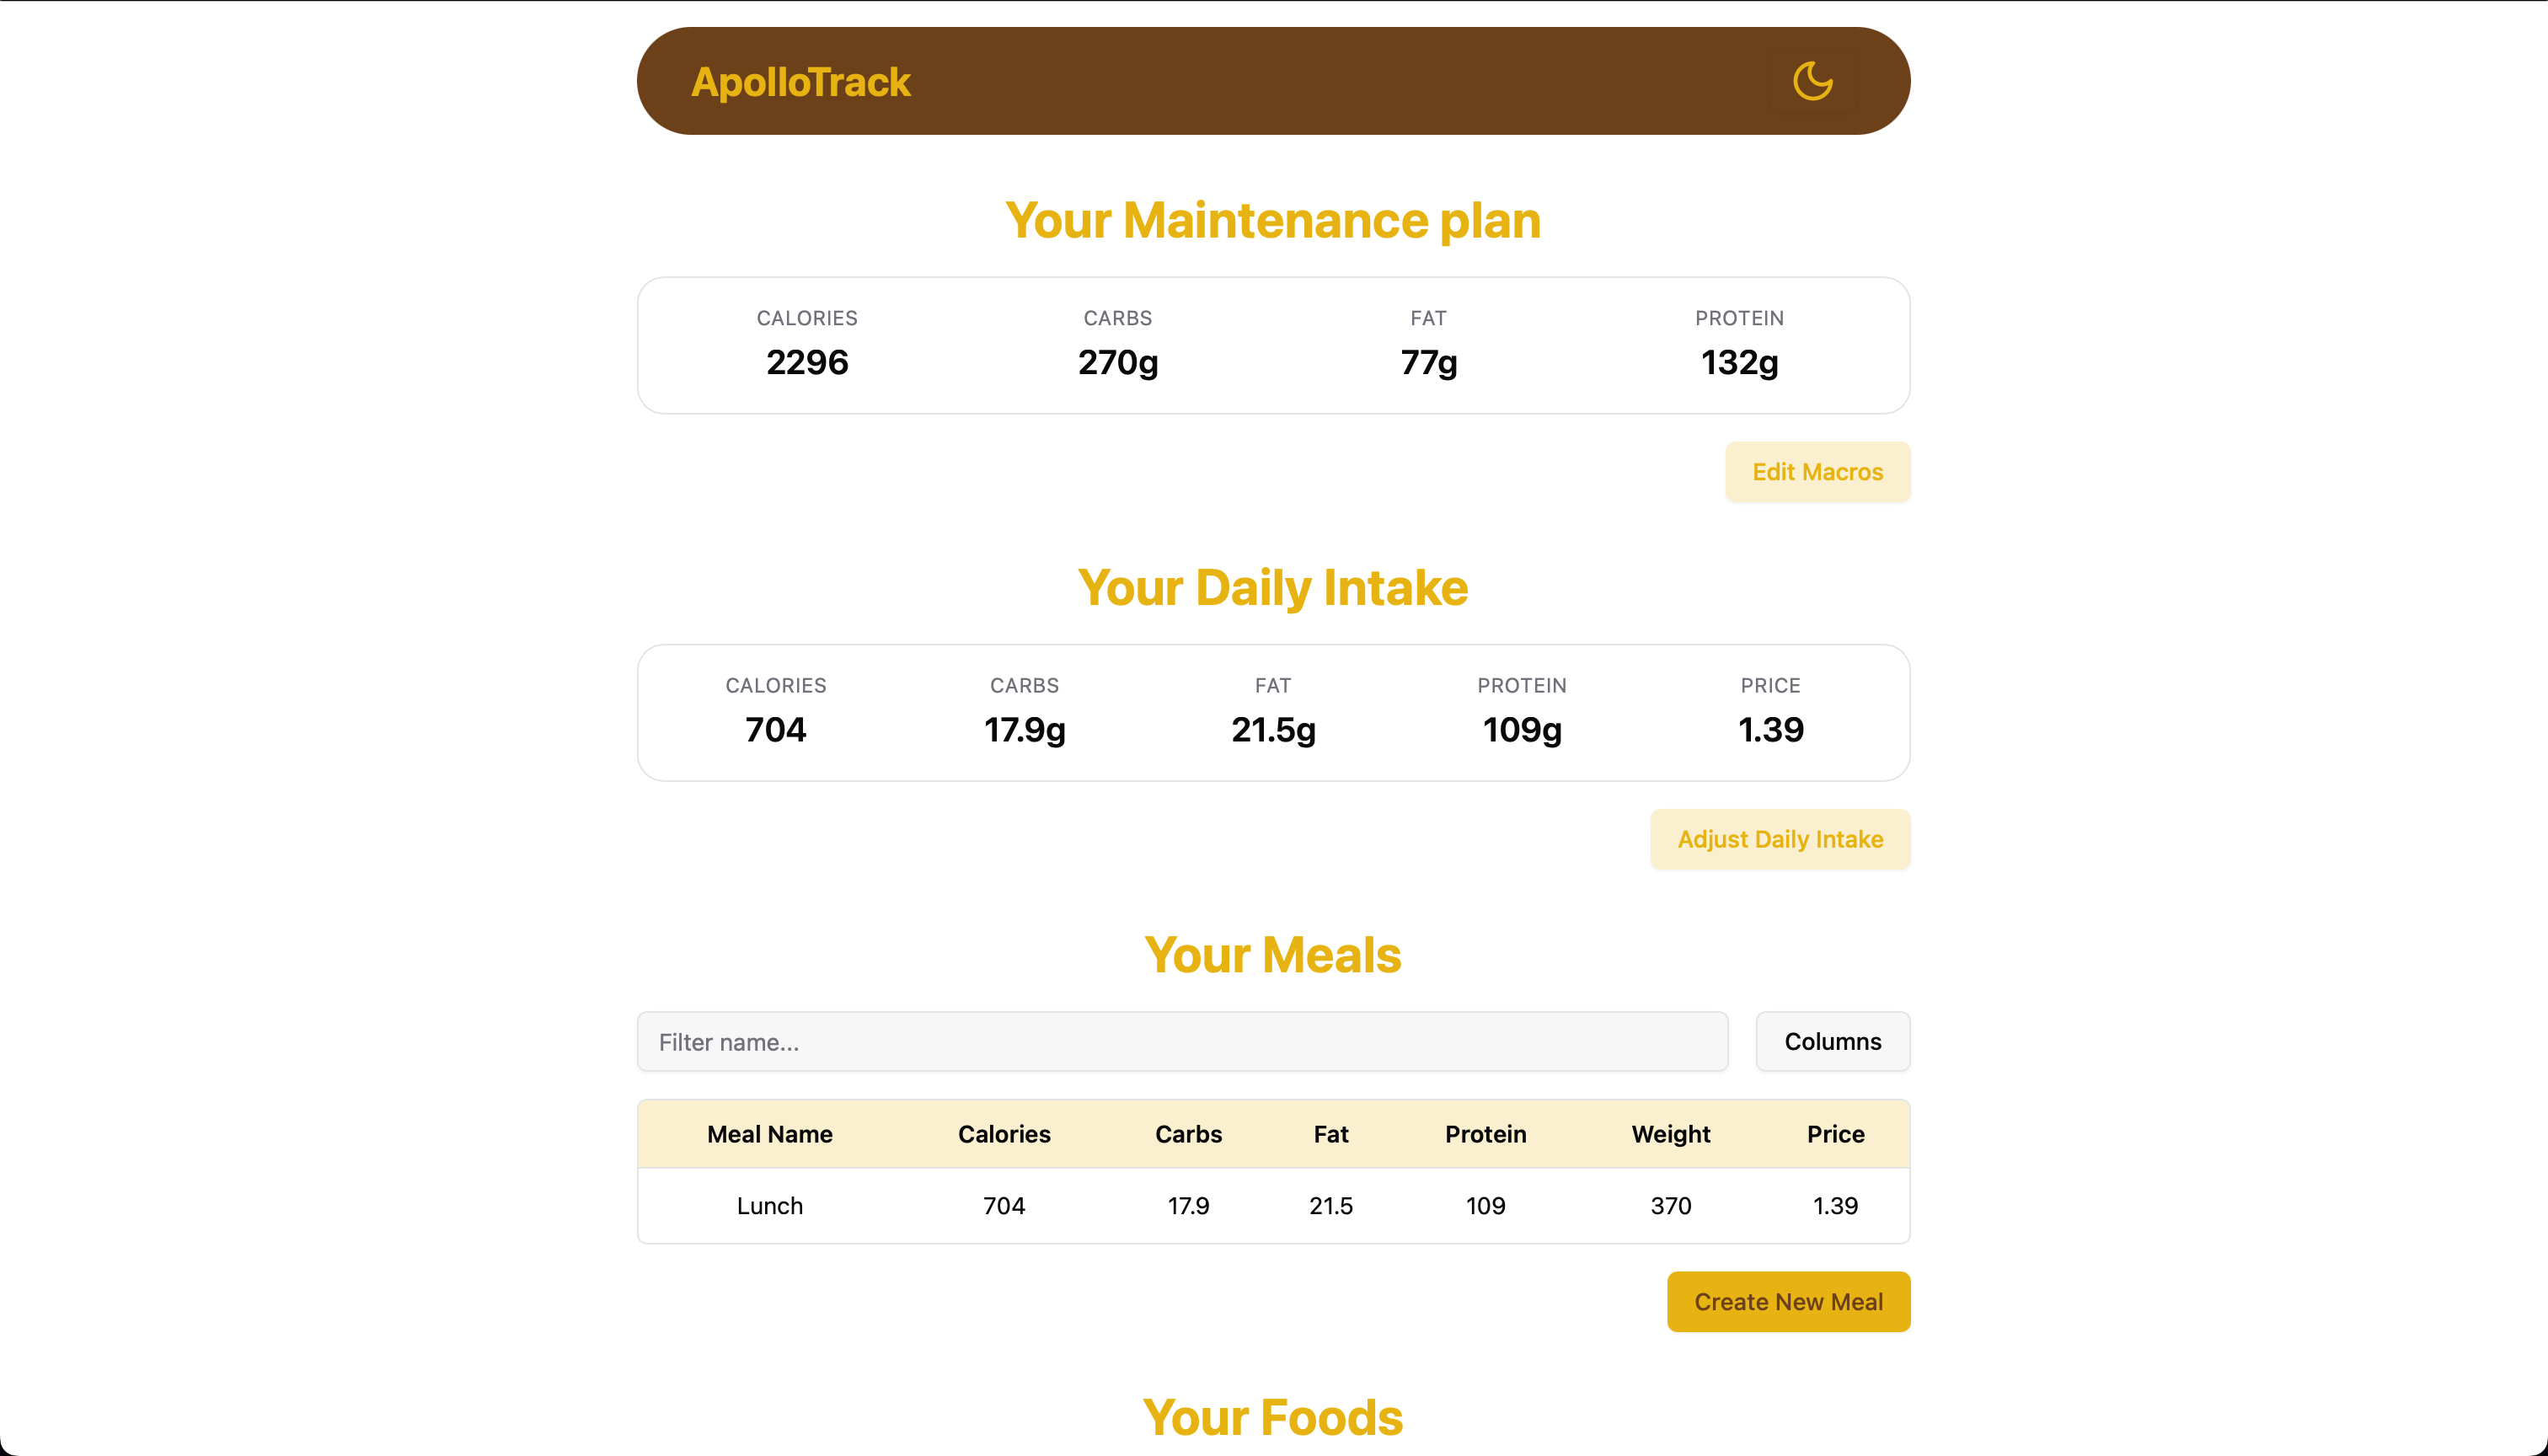 ApolloTrack
Your Maintenance plan
CALORIES CARBS FAT PROTEIN
2296 270g 77g 132g
Edit Macros
Your Daily Intake
CALORIES CARBS FAT PROTEIN PRICE
704 17.9g 21.5g 109g 1.39
Adjust Daily Intake
Your Meals
Filter name... Columns
Meal Name Calories Carbs Fat Protein Weight Price
Lunch 704 17.9 21.5 109 370 1.39
Create New Meal
Your Foods